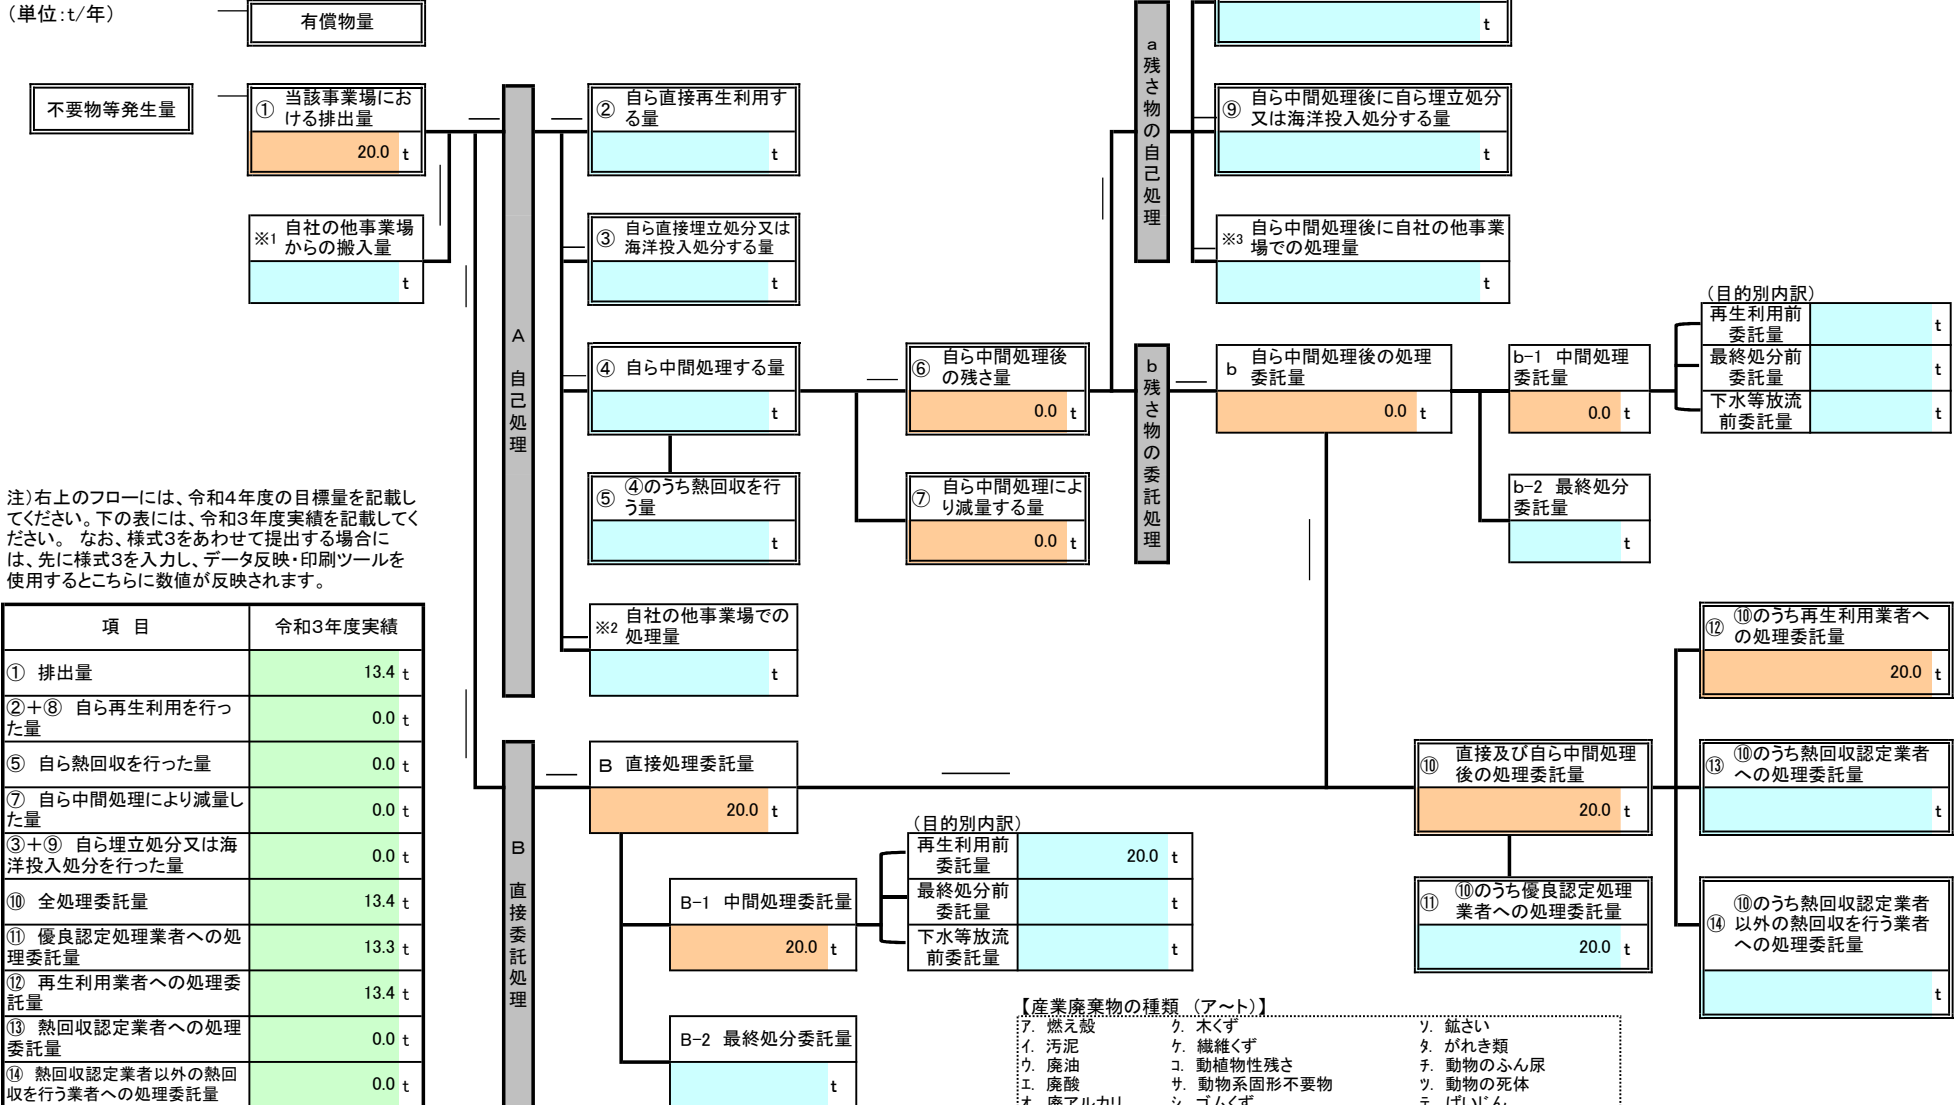 （単位：t/年）
有償物量
t
不要物等発生量
① 当該事業場にお
ける排出量
20.0 t
※1 自社の他事業場
からの搬入量
t
A 自己処理
② 自ら直接再生利用す
る量
t
③ 自ら直接埋立処分又は
海洋投入処分する量
t
④ 自ら中間処理する量
t
⑤ ④のうち熱回収を行
う量
t
※2 自社の他事業場での
処理量
t
⑥ 自ら中間処理後
の残さ量
0.0 t
⑦ 自ら中間処理によ
り減量する量
0.0 t
a 残さ物の自己処理
⑨ 自ら中間処理後に自ら埋立処分
又は海洋投入処分する量
t
※3 自ら中間処理後に自社の他事業
場での処理量
t
b 残さ物の委託処理
b 自ら中間処理後の処理
委託量
0.0 t
b-1 中間処理
委託量
0.0 t
（目的別内訳）
再生利用前
委託量
t
最終処分前
委託量
t
下水等放流
前委託量
t
b-2 最終処分
委託量
t
注）右上のフローには、令和４年度の目標量を記載し
てください。下の表には、令和３年度実績を記載してく
ださい。 なお、様式３をあわせて提出する場合に
は、先に様式３を入力し、データ反映・印刷ツールを
使用するとこちらに数値が反映されます。
項 目 令和３年度実績
① 排出量 13.4 t
②＋⑧ 自ら再生利用を行っ
た量 0.0 t
⑤ 自ら熱回収を行った量 0.0 t
⑦ 自ら中間処理により減量し
た量 0.0 t
③＋⑨ 自ら埋立処分又は海
洋投入処分を行った量 0.0 t
⑩ 全処理委託量 13.4 t
⑪ 優良認定処理業者への処
理委託量 13.3 t
⑫ 再生利用業者への処理委
託量 13.4 t
⑬ 熱回収認定業者への処理
委託量 0.0 t
⑭ 熱回収認定業者以外の熱回
収を行う業者への処理委託量 0.0 t
B 直接委託処理
B 直接処理委託量
20.0 t
B-1 中間処理委託量
20.0 t
（目的別内訳）
再生利用前
委託量
20.0 t
最終処分前
委託量
t
下水等放流
前委託量
t
B-2 最終処分委託量
t
⑩ 直接及び自ら中間処理
後の処理委託量
20.0 t
⑪ ⑩のうち優良認定処理
業者への処理委託量
20.0 t
⑫ ⑩のうち再生利用業者へ
の処理委託量
20.0 t
⑬ ⑩のうち熱回収認定業者
への処理委託量
t
⑭ ⑩のうち熱回収認定業者
以外の熱回収を行う業者
への処理委託量
t
【産業廃棄物の種類 （ア～ト）】
ｱ. 燃え殻 ｸ. 木くず ｿ. 鉱さい
ｲ. 汚泥 ｹ. 繊維くず ﾀ. がれき類
ｳ. 廃油 ｺ. 動植物性残さ ﾁ. 動物のふん尿
ｴ. 廃酸 ｻ. 動物系固形不要物 ﾂ. 動物の死体
ｵ. 廃アルカリ ｼ. ゴムくず ﾃ. ばいじん